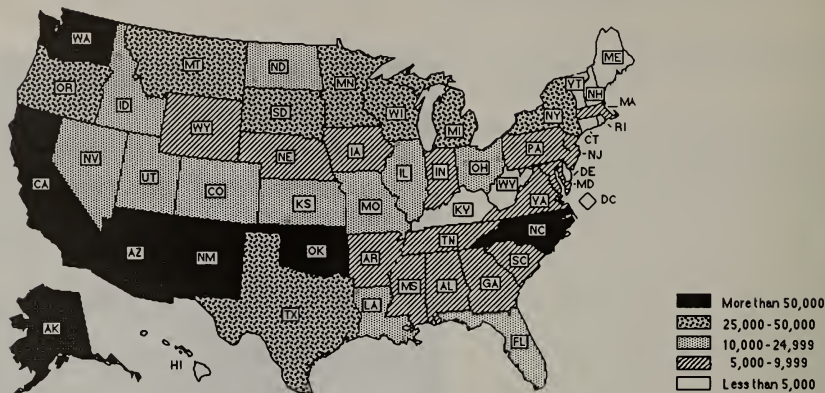 WA
MT
ND
MN
ME
VT
NH
OR
ID
SD
WI
MI
NY
MA
RI
CT
WY
IA
PA
NJ
NE
NV
UT
CO
IL
IN
OH
DE
MD
WV
VA
DC
CA
KS
MO
KY
NC
AZ
NM
OK
TN
AR
SC
MS
AL
GA
AK
HI
TX
LA
FL
More than 50,000
25,000-50,000
10,000-24,999
5,000-9,999
Less than 5,000